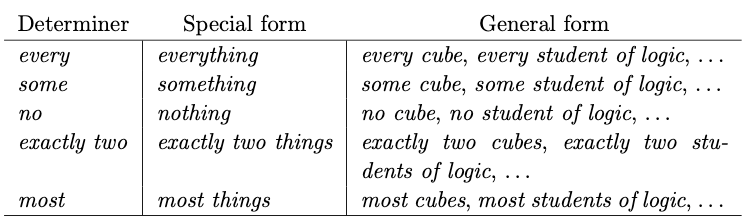 Determiner Special form General form
every everything every cube, every student of logic, ...
some something some cube, some student of logic, ...
no nothing no cube, no student of logic, ...
exactly two exactly two things exactly two cubes, exactly two stu-
dents of logic, ...
most most things most cubes, most students of logic, ...